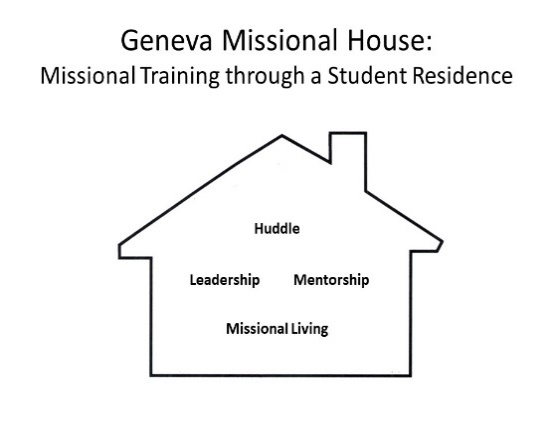 Geneva Missional House:
Missional Training through a Student Residence
Huddle
Leadership Mentorship
Missional Living